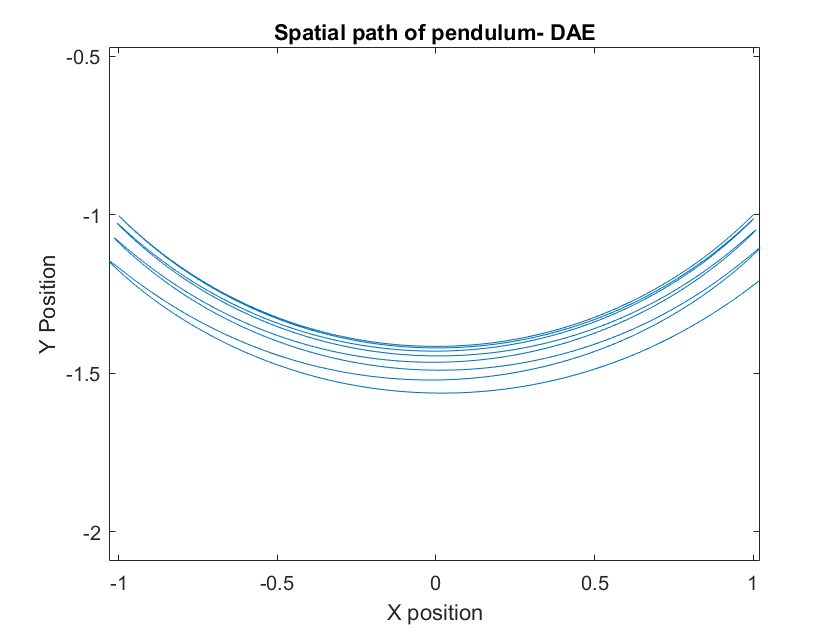 Spatial path of pendulum- DAE
-0.5
-1
-1.5
-2
Y Position
-1 -0.5 0 0.5 1
X position